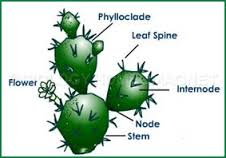 Phylloclade
Leaf Spine
Flower
Internode
Node
Stem